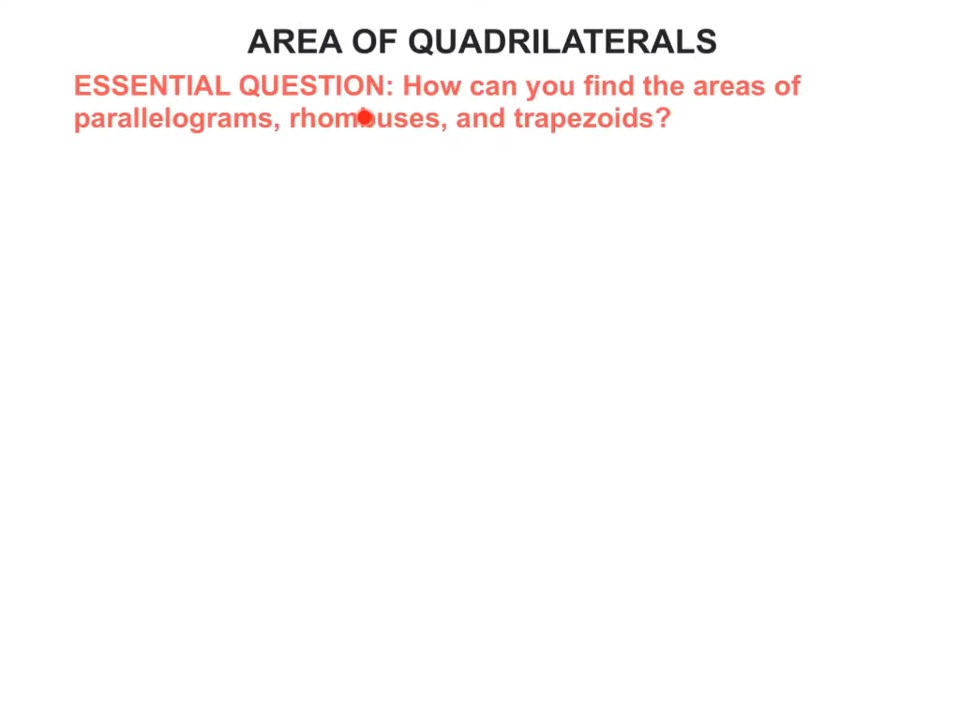 AREA OF QUADRILATERALS
ESSENTIAL QUESTION: How can you find the areas of
parallelograms, rhombuses, and trapezoids?